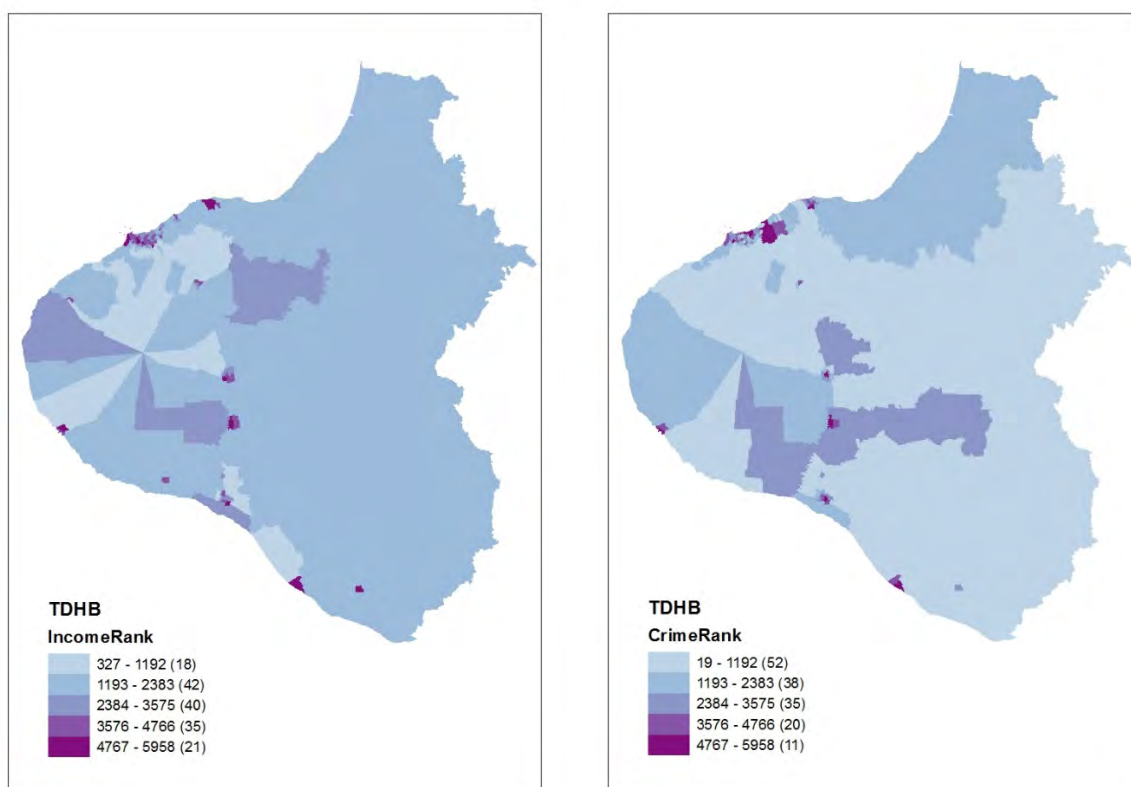 TDHB
IncomeRank
327 - 1192 (18)
1193 - 2383 (42)
2384 - 3575 (40)
3576 - 4766 (35)
4767 - 5958 (21)
TDHB
CrimeRank
19 - 1192 (52)
1193 - 2383 (38)
2384 - 3575 (35)
3576 - 4766 (20)
4767 - 5958 (11)